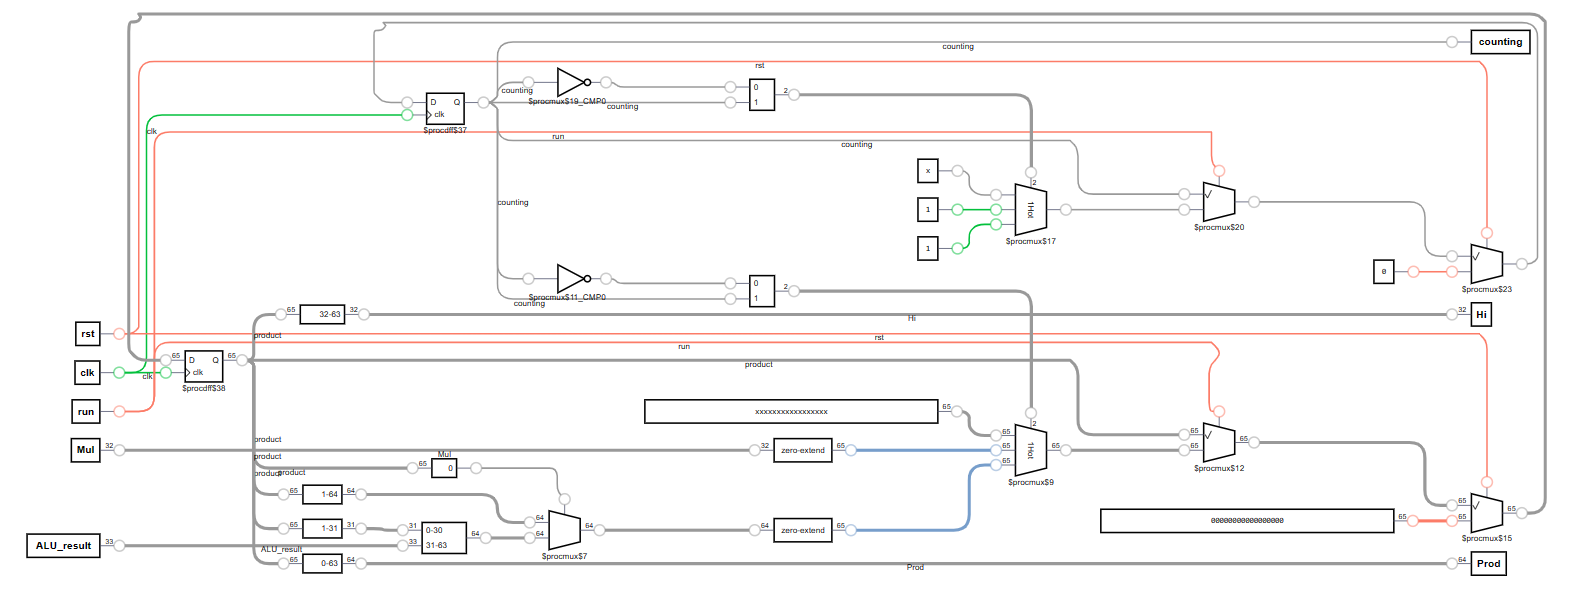 counting
counting
rst
0
2
1
counting
$procmux$19_CMP0
counting
D Q
clk
$procdff$37
clk
run
counting
x
2
1
1Hot
1
$procmux$17
$procmux$20
counting
0
$procmux$23
0
2
1
$procmux$11_CMP0
counting
65
32-63
32
Hi
32
Hi
rst
product
rst
run
65
D Q
65
clk
$procdff$38
product
clk
clk
run
xxxxxxxxxxxxxxxxx
65
2
65
65
65
1Hot
65
$procmux$9
65
65
65
$procmux$12
Mul
32
product
32
zero-extend
65
product
Mul
65
0
product
product
65
1-64
64
65
1-31
31
31
0-30
33
31-63
64
64
64
64
$procmux$7
64
zero-extend
65
00000000000000000
65
65
65
65
$procmux$15
ALU_result
33
ALU_result
65
0-63
64
Prod
64
Prod